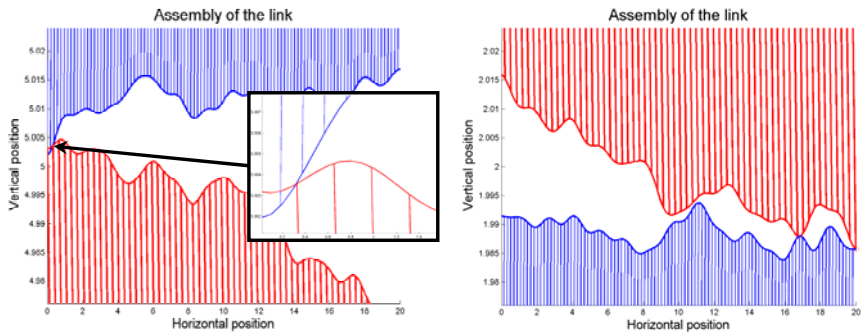 Assembly of the link
5.02
5.015
5.01
5.005
5
4.995
4.99
4.985
4.98
Vertical position
0 2 4 6 8 10 12 14 16 18 20
Horizontal position
Assembly of the link
2.02
2.015
2.01
2.005
2
1.995
1.99
1.985
1.98
Vertical position
0 2 4 6 8 10 12 14 16 18 20
Horizontal position